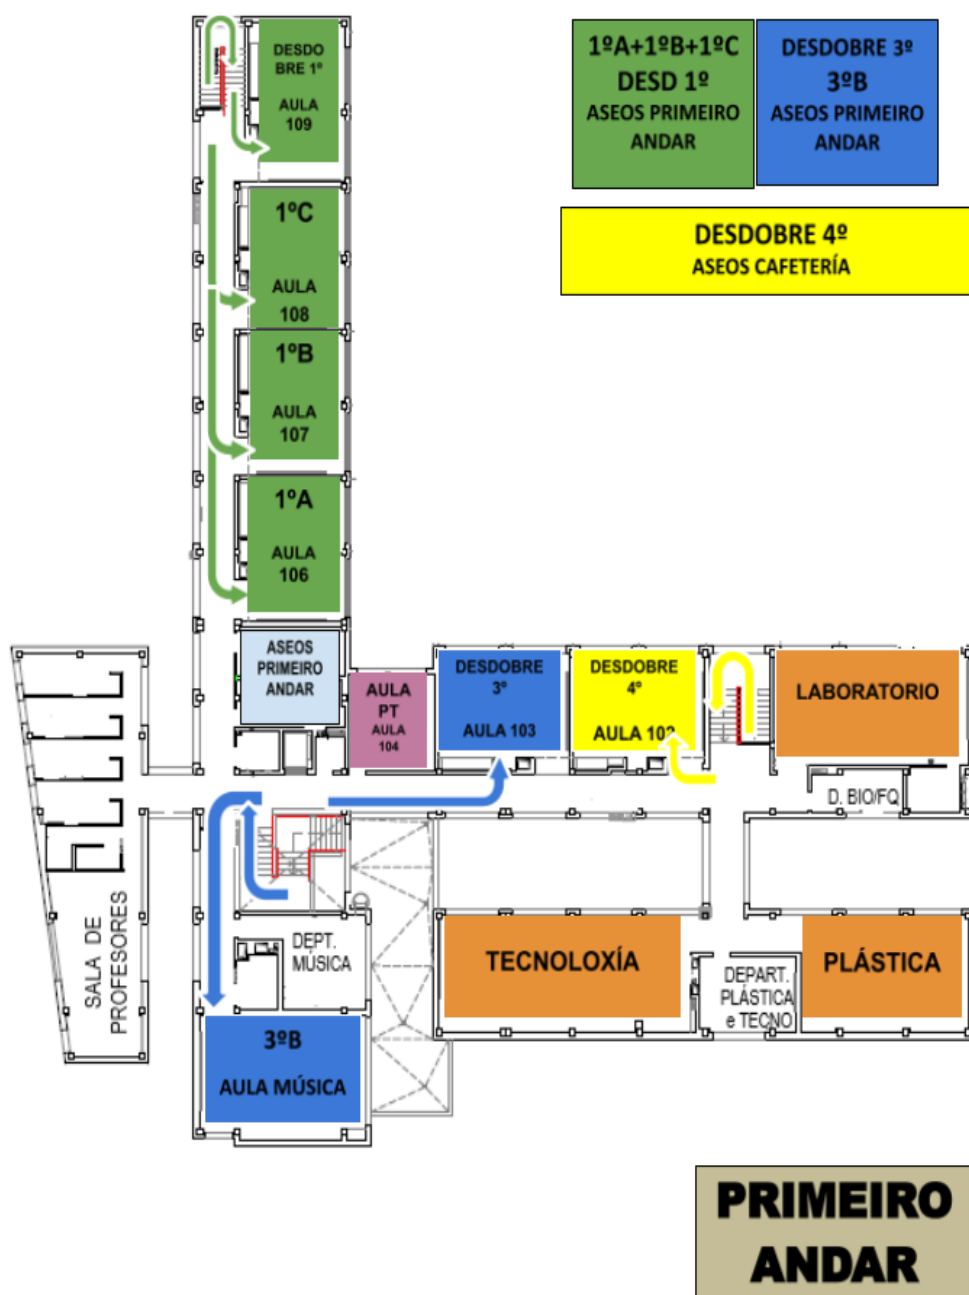 DESDO
BRE 1º
AULA
109
1ºC
AULA
108
1ºB
AULA
107
1ºA
AULA
106
ASEOS
PRIMEIRO
ANDAR
1ºA+1ºB+1ºC
DESD 1º
ASEOS PRIMEIRO
ANDAR
DESDOBRE 3º
3ºB
ASEOS PRIMEIRO
ANDAR
DESDOBRE 4º
ASEOS CAFETERÍA
AULA
PT
AULA
104
DESDOBRE
3º
AULA 103
DESDOBRE
4º
AULA 102
LABORATORIO
D. BIO/FQ
SALA DE
PROFESORES
DEPT.
MÚSICA
3ºB
AULA MÚSICA
TECNOLOXÍA
DEPART.
PLÁSTICA
e TECNO
PLÁSTICA
PRIMEIRO
ANDAR